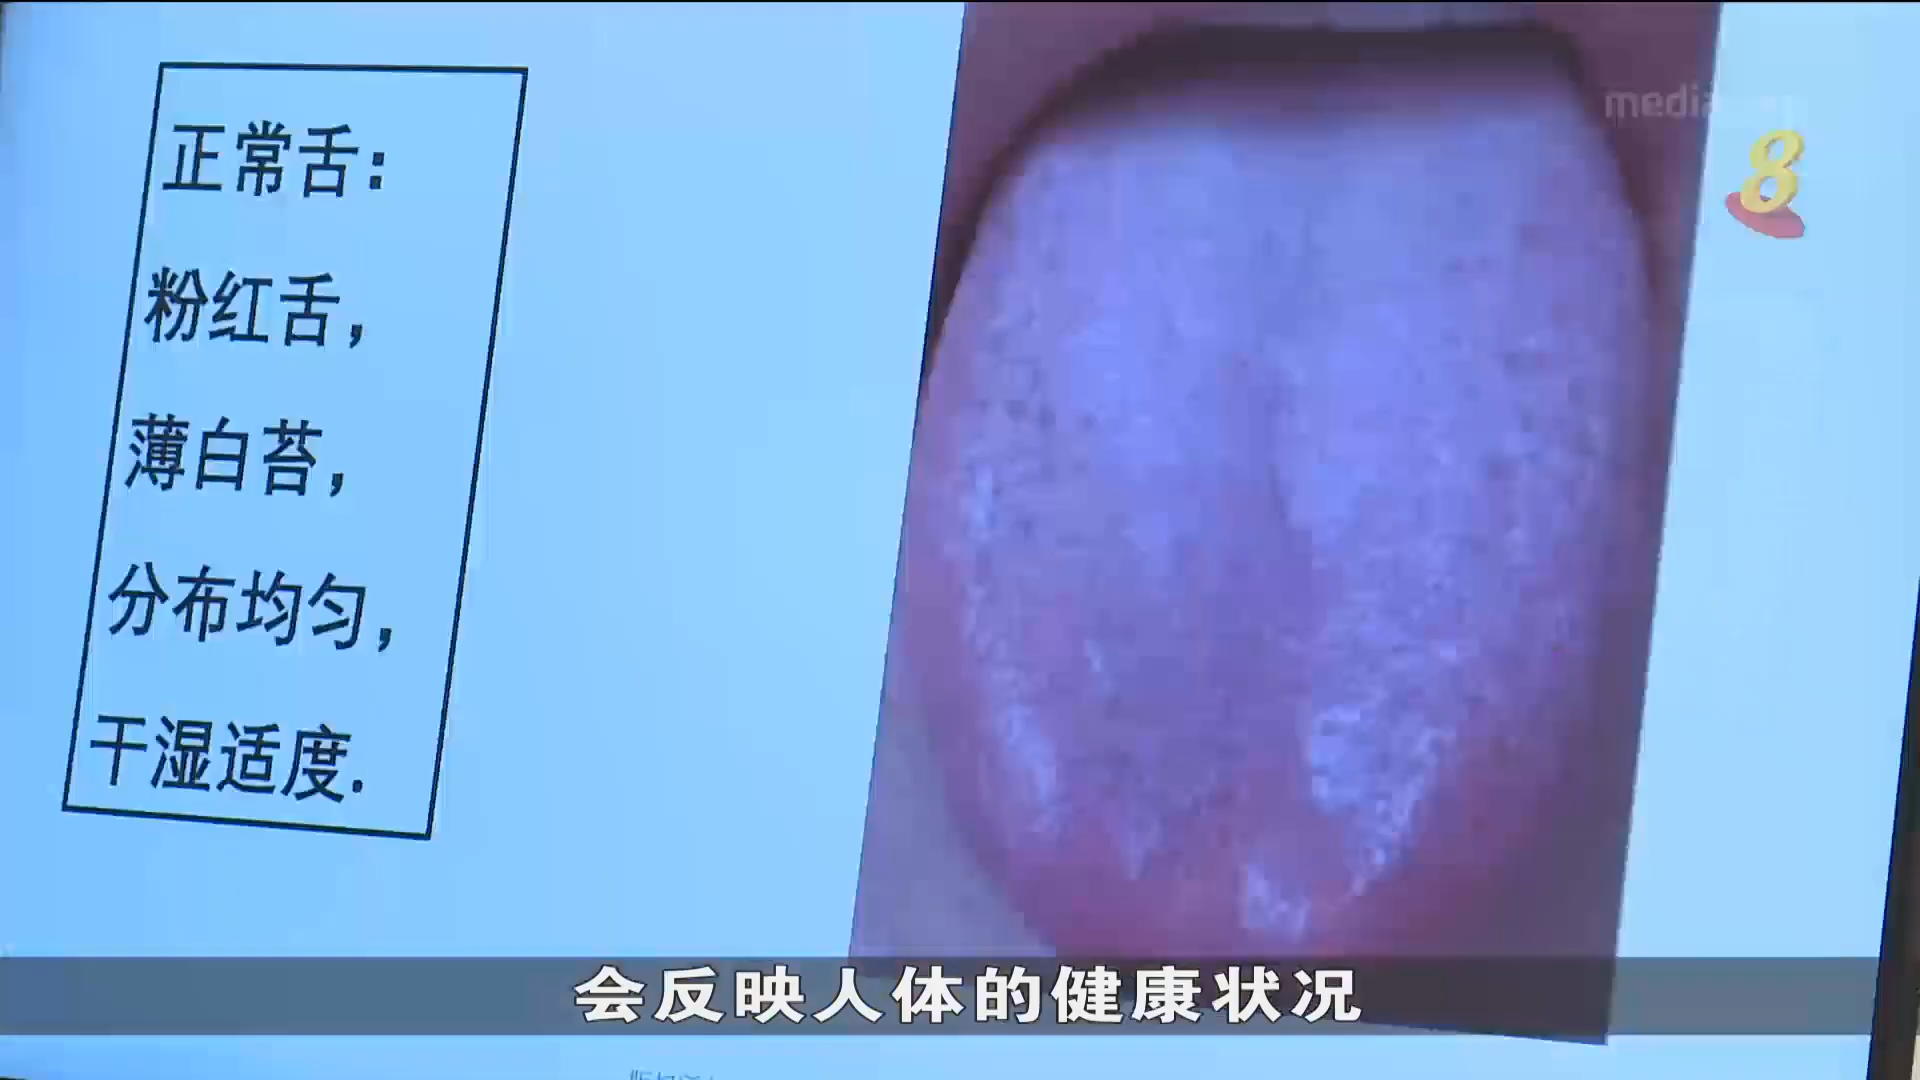 正常舌：
粉红舌，
薄白苔，
分布均匀，
干湿适度.
8
会反映人体的健康状况